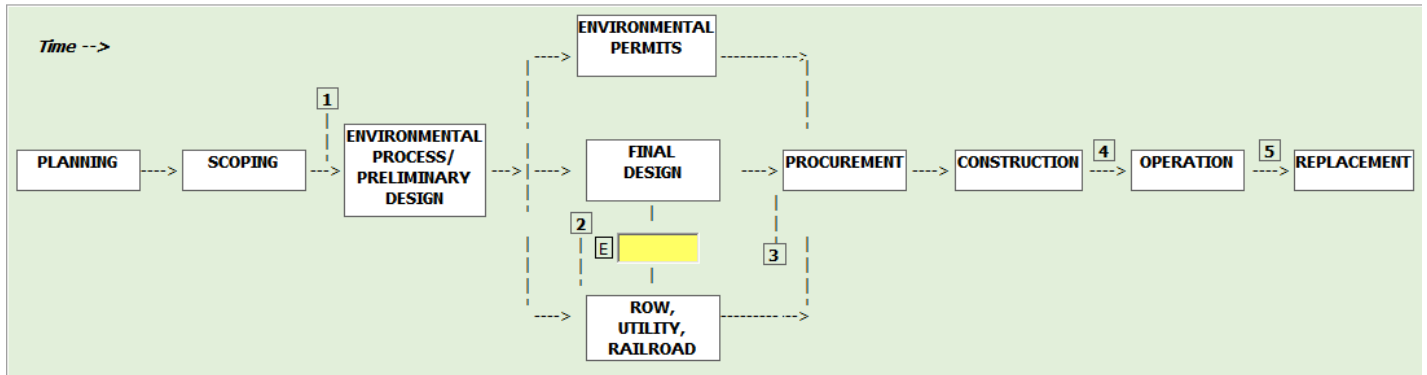 Time -->
ENVIRONMENTAL
PERMITS
1
PLANNING
SCOPING
ENVIRONMENTAL
PROCESS/
PRELIMINARY
DESIGN
FINAL
DESIGN
PROCUREMENT
CONSTRUCTION
4
OPERATION
5
REPLACEMENT
2
E
3
ROW,
UTILITY,
RAILROAD